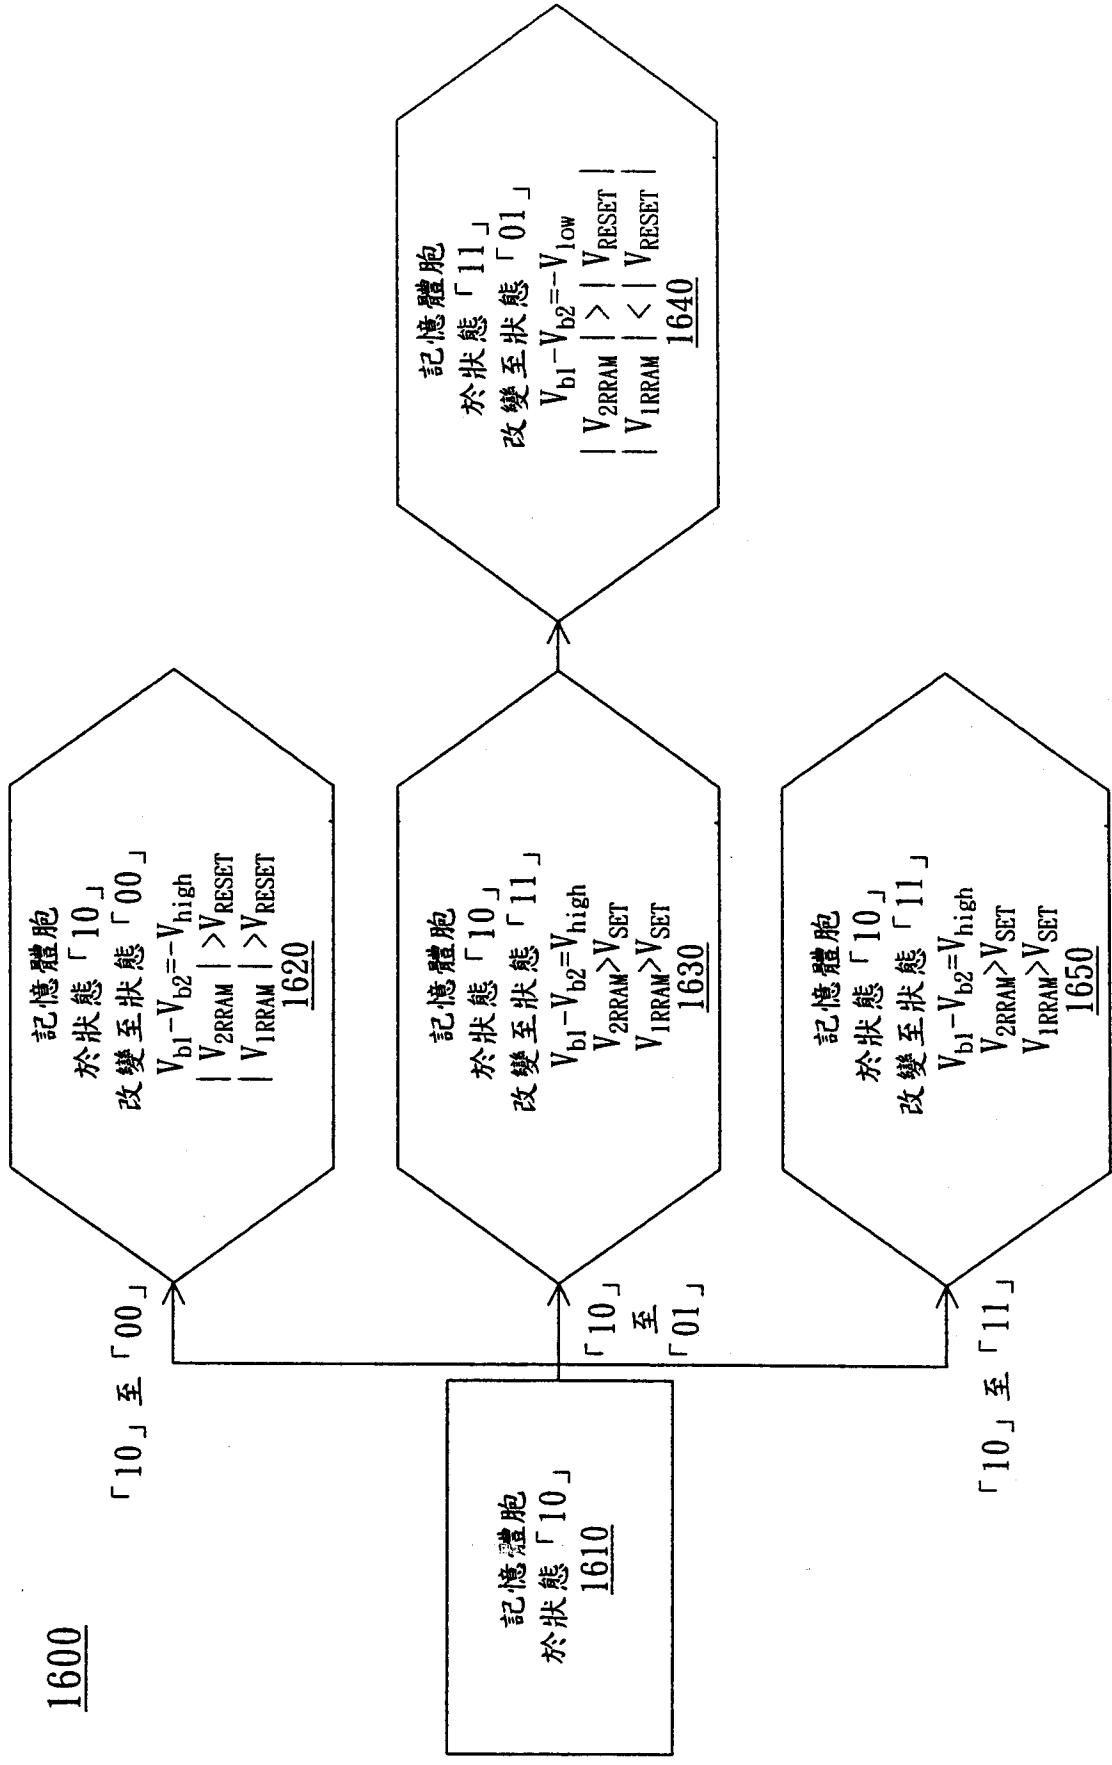 1600
記憶體胞
於狀態「10」
1610
「10」至「00」
記憶體胞
於狀態「10」
改變至狀態「00」
Vb1-Vb2=-Vhigh
| V2RRAM | >VRESET
| V1RRAM | >VRESET
1620
「10」
至
「01」
記憶體胞
於狀態「10」
改變至狀態「11」
Vb1-Vb2=Vhigh
V2RRAM>VSET
V1RRAM>VSET
1630
記憶體胞
於狀態「11」
改變至狀態「01」
Vb1-Vb2=-Vlow
| V2RRAM | > | VRESET |
| V1RRAM | < | VRESET |
1640
「10」至「11」
記憶體胞
於狀態「10」
改變至狀態「11」
Vb1-Vb2=Vhigh
V2RRAM>VSET
V1RRAM>VSET
1650